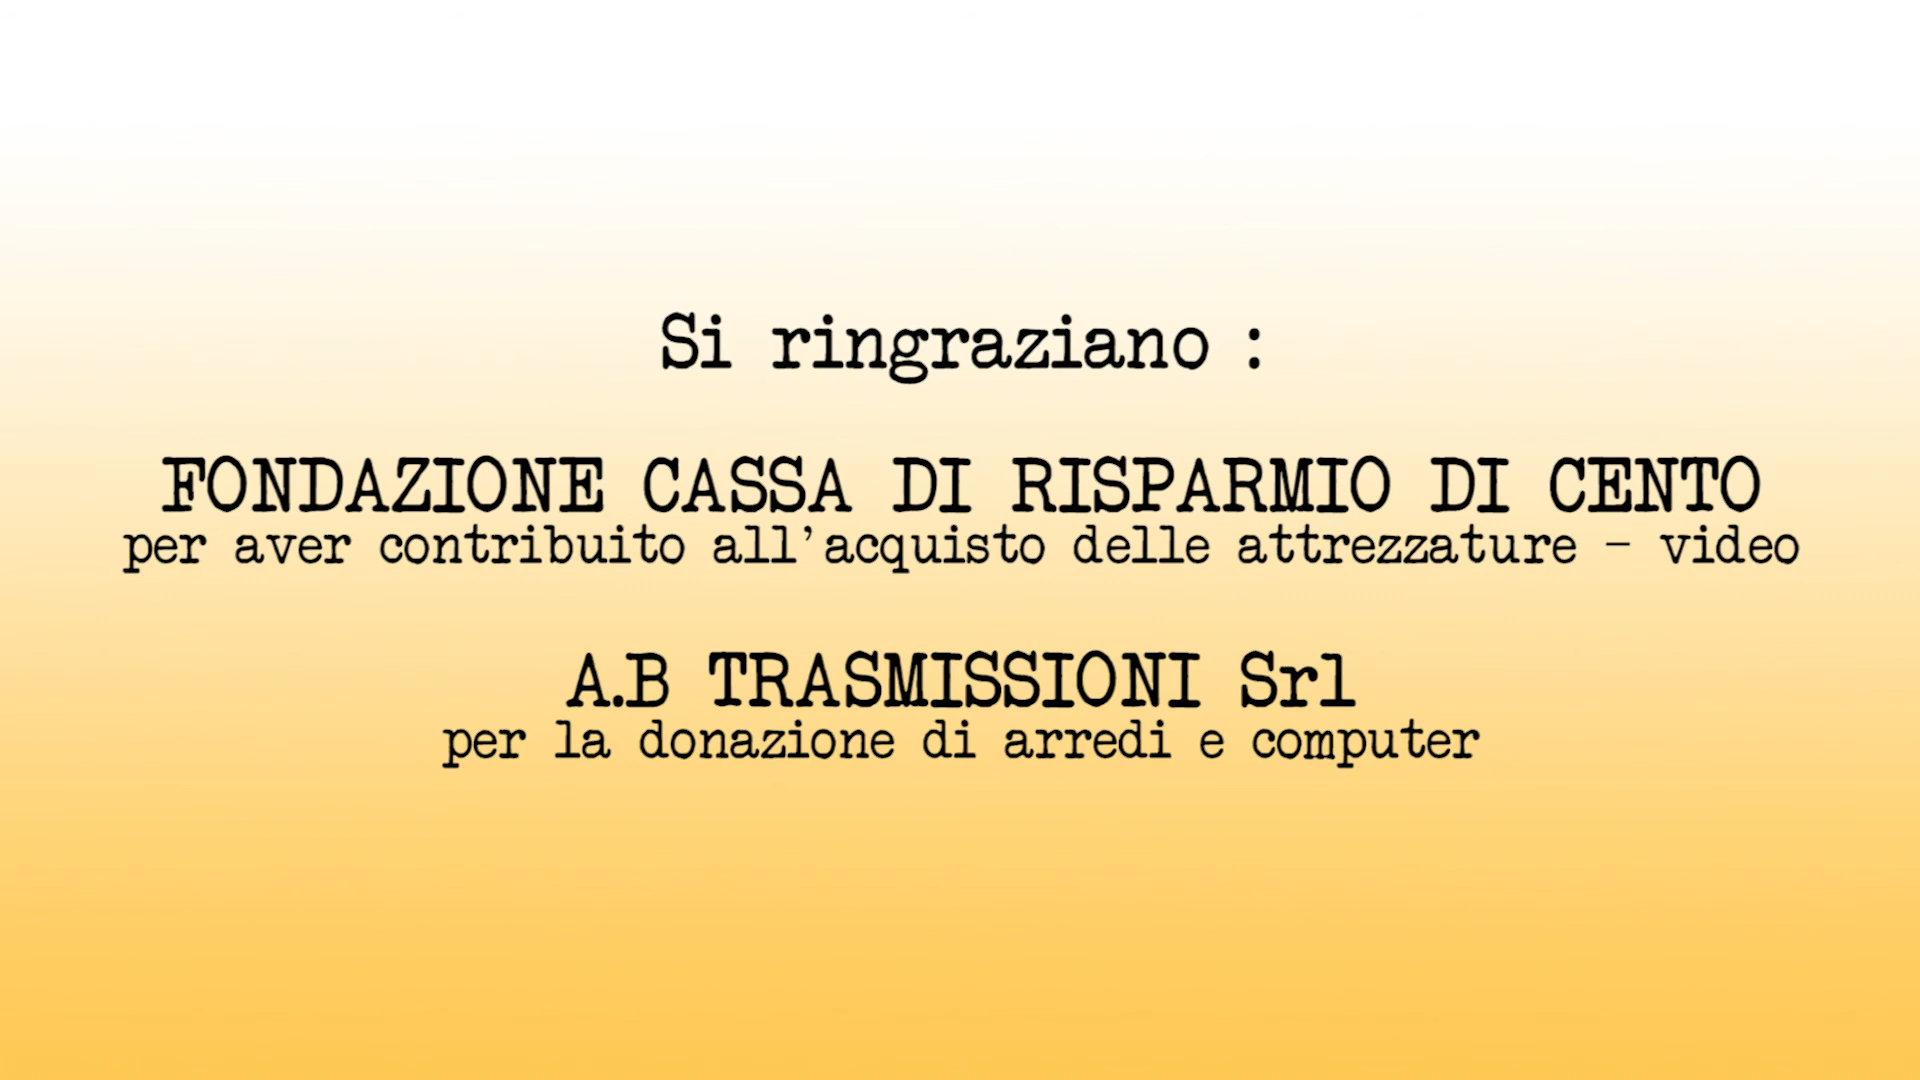 Si ringraziano :
FONDAZIONE CASSA DI RISPARMIO DI CENTO
per aver contribuito all'acquisto delle attrezzature - video
A.B TRASMISSIONI Srl
per la donazione di arredi e computer